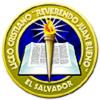 LICEO CRISTIANO "REVERENDO JUAN BUENO"
EL SALVADOR